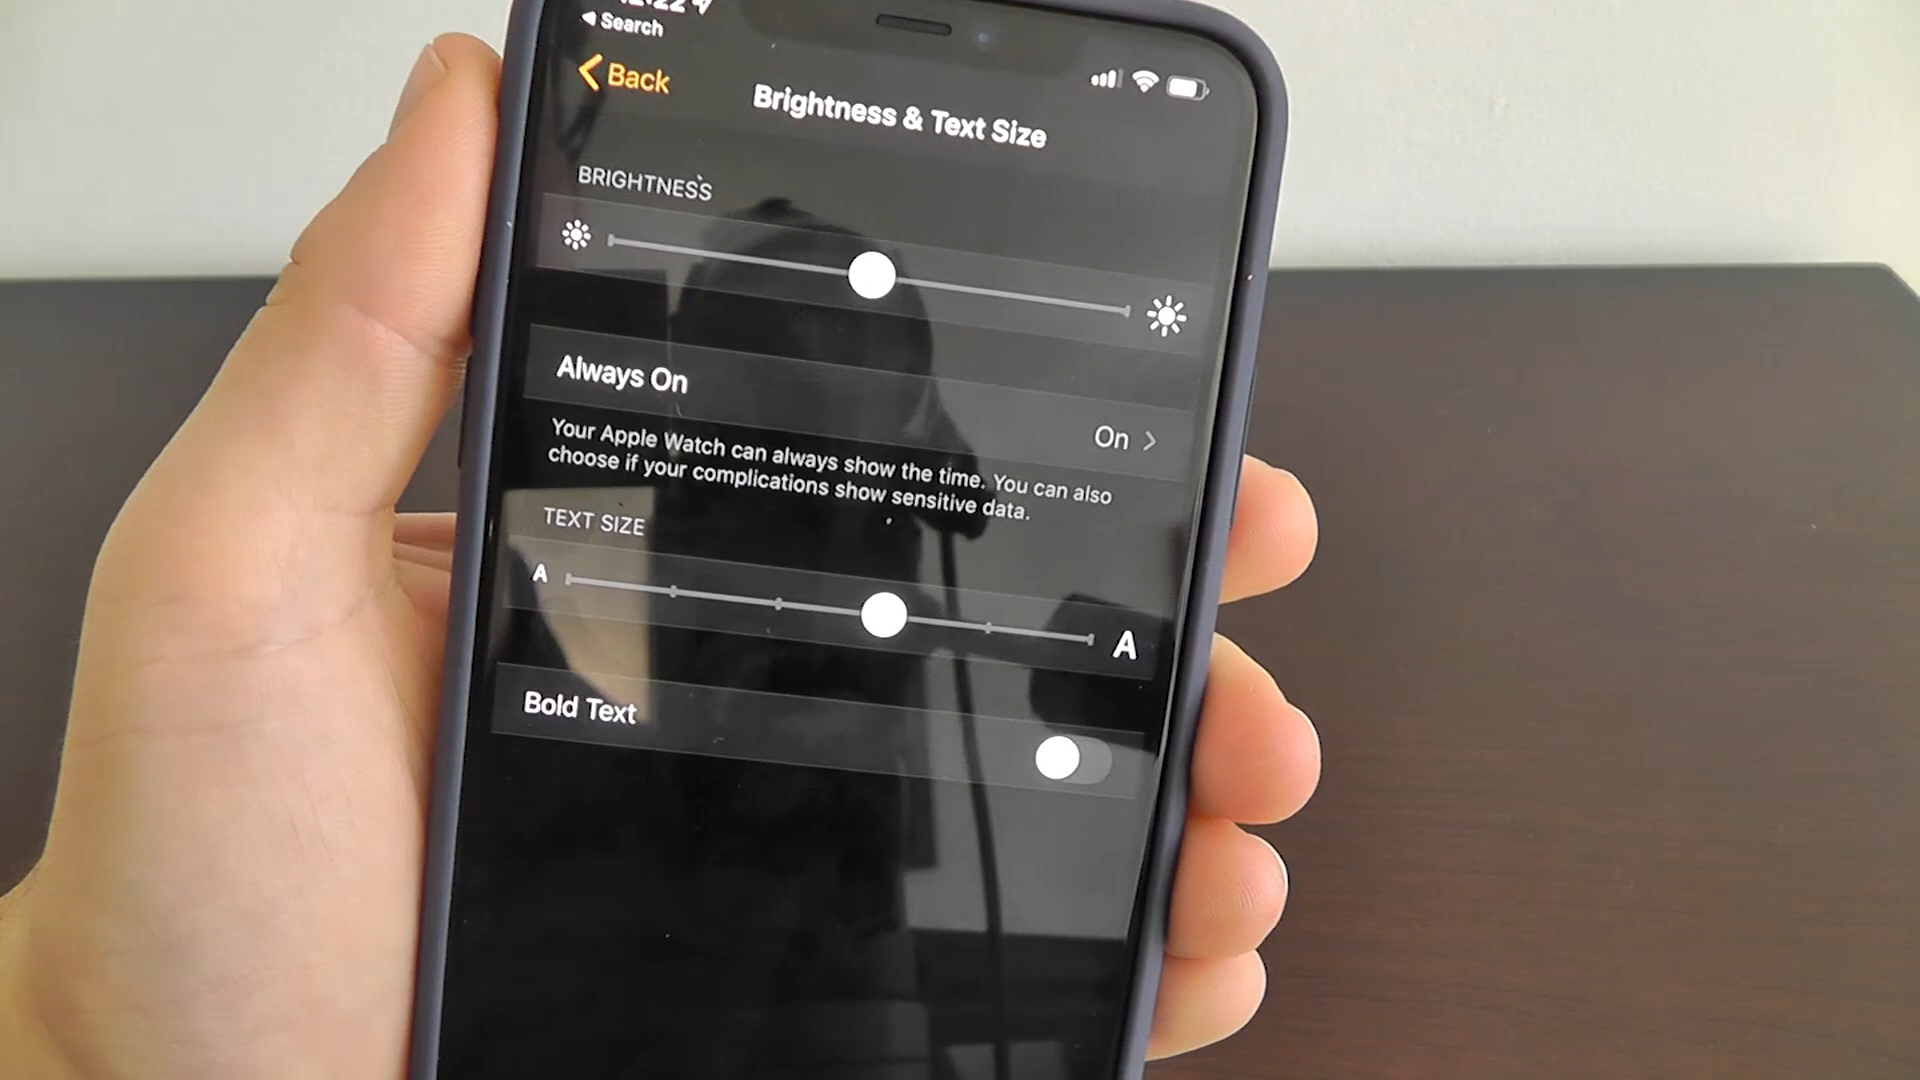 Search
Back
Brightness & Text Size
BRIGHTNESS
Always On
On
Your Apple Watch can always show the time. You can also
choose if your complications show sensitive data.
TEXT SIZE
A
A
Bold Text